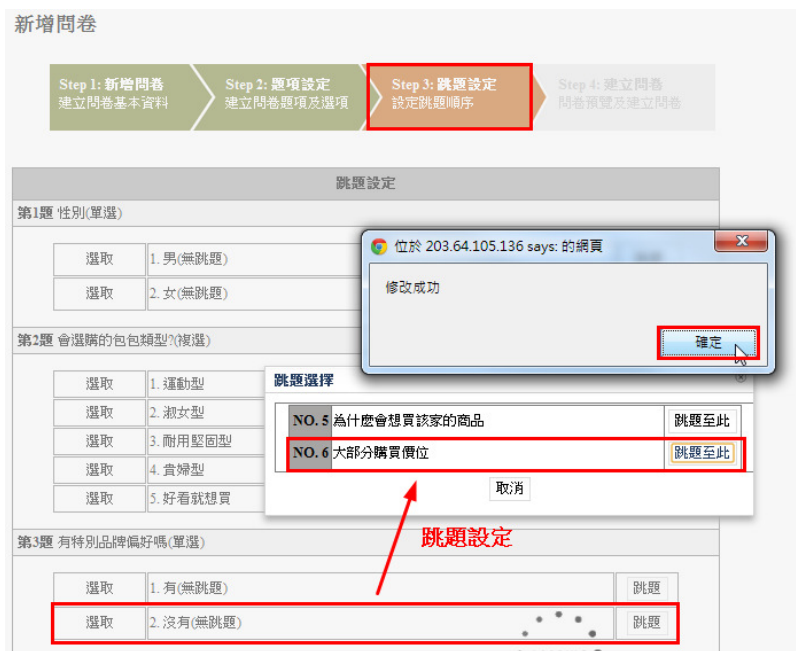 新增問卷
Step 1: 新增問卷
建立問卷基本資料
Step 2: 題項設定
建立問卷題項及選項
Step 3: 跳題設定
設定跳題順序
Step 4: 建立問卷
問卷預覽及建立問卷
跳題設定
第1題 性別(單選)
選取 1. 男(無跳題)
選取 2. 女(無跳題)
位於 203.64.105.136 says: 的網頁
修改成功
確定
第2題 會選購的包包類型?(複選)
選取 1. 運動型
選取 2. 淑女型
選取 3. 耐用堅固型
選取 4. 貴婦型
選取 5. 好看就想買
跳題選擇
NO. 5 為什麼會想買該家的商品 跳題至此
NO. 6 大部分購買價位 跳題至此
取消
跳題設定
第3題 有特別品牌偏好嗎(單選)
選取 1. 有(無跳題) 跳題
選取 2. 沒有(無跳題) 跳題